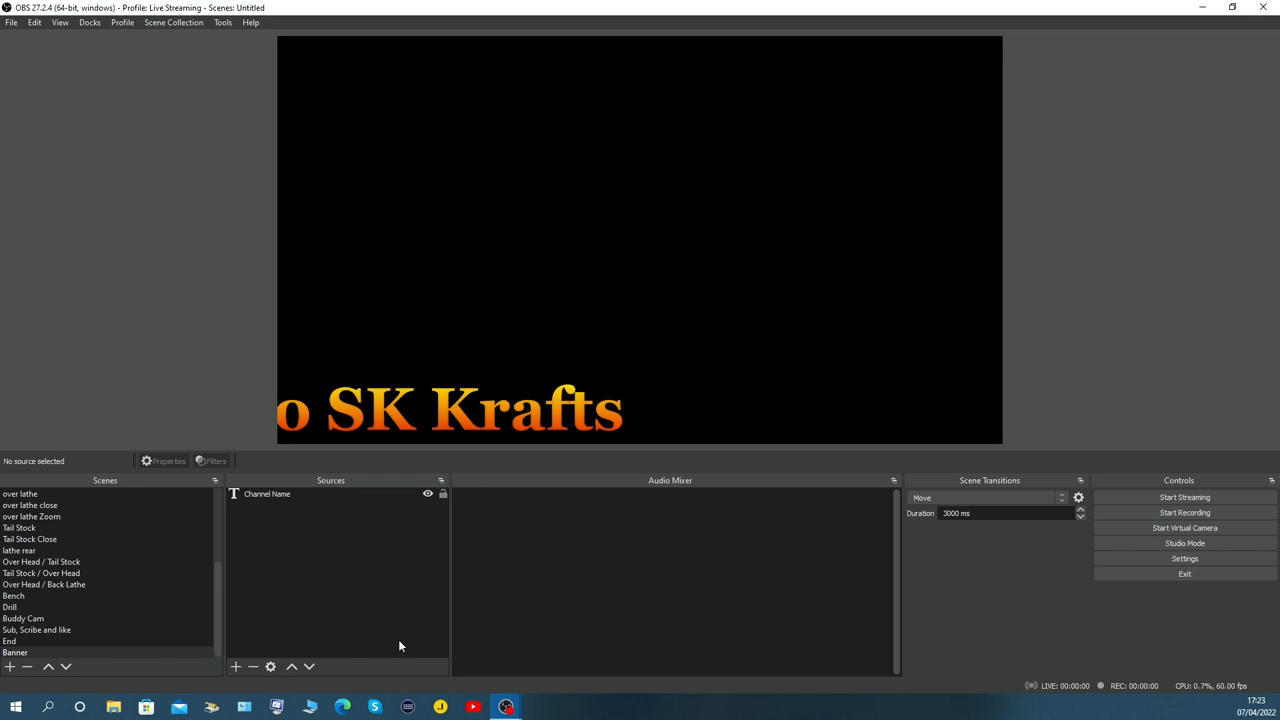 OBS 27.2.4 (64-bit, windows) - Profile: Live Streaming - Scenes: Untitled
File Edit View Docks Profile Scene Collection Tools Help
o SK Krafts
No source selected Properties Filters
Scenes Sources Audio Mixer Scene Transitions Controls
over lathe
over lathe close
over lathe Zoom
Tail Stock
Tail Stock Close
lathe rear
Over Head / Tail Stock
Tail Stock / Over Head
Over Head / Back Lathe
Bench
Drill
Buddy Cam
Sub, Scribe and like
End
Banner
Channel Name
Move
Duration 3000 ms
Start Streaming
Start Recording
Start Virtual Camera
Studio Mode
Settings
Exit
LIVE: 00:00:00 REC: 00:00:00 CPU: 0.7%, 60.00 fps
17:23
07/04/2022